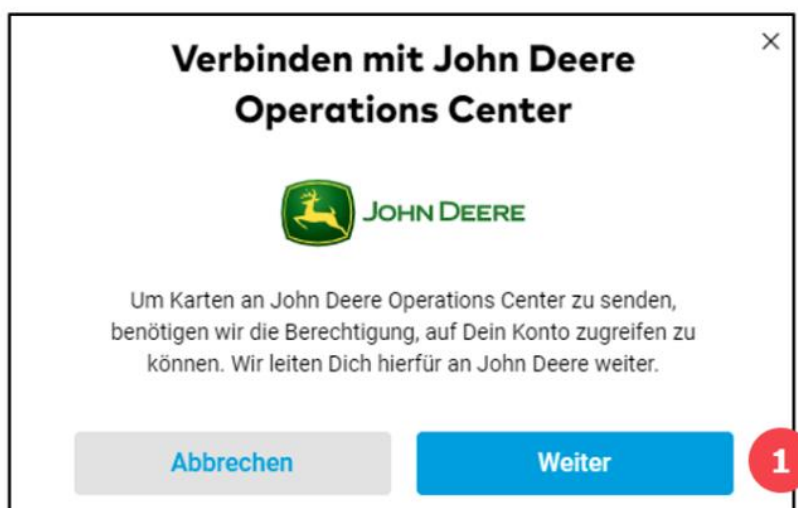 Verbinden mit John Deere
Operations Center
JOHN DEERE
Um Karten an John Deere Operations Center zu senden,
benötigen wir die Berechtigung, auf Dein Konto zugreifen zu
können. Wir leiten Dich hierfür an John Deere weiter.
Abbrechen
Weiter
1